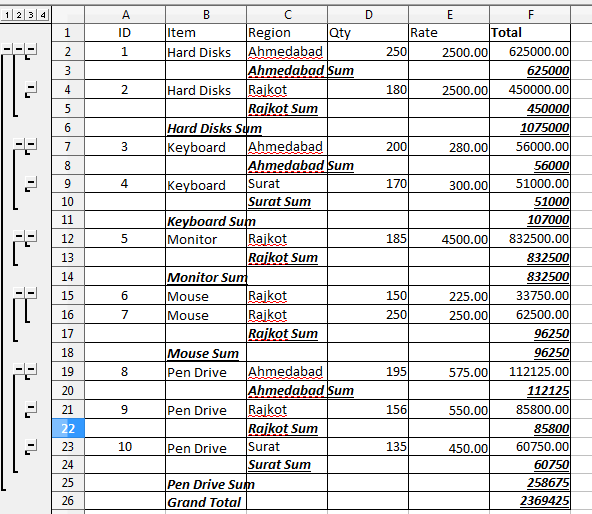 1 2 3 4
A B C D E F
1 ID Item Region Qty Rate Total
2 1 Hard Disks Ahmedabad 250 2500.00 625000.00
3 Ahmedabad Sum 625000
4 2 Hard Disks Rajkot 180 2500.00 450000.00
5 Rajkot Sum 450000
6 Hard Disks Sum 1075000
7 3 Keyboard Ahmedabad 200 280.00 56000.00
8 Ahmedabad Sum 56000
9 4 Keyboard Surat 170 300.00 51000.00
10 Surat Sum 51000
11 Keyboard Sum 107000
12 5 Monitor Rajkot 185 4500.00 832500.00
13 Rajkot Sum 832500
14 Monitor Sum 832500
15 6 Mouse Rajkot 150 225.00 33750.00
16 7 Mouse Rajkot 250 250.00 62500.00
17 Rajkot Sum 96250
18 Mouse Sum 96250
19 8 Pen Drive Ahmedabad 195 575.00 112125.00
20 Ahmedabad Sum 112125
21 9 Pen Drive Rajkot 156 550.00 85800.00
22 Rajkot Sum 85800
23 10 Pen Drive Surat 135 450.00 60750.00
24 Surat Sum 60750
25 Pen Drive Sum 258675
26 Grand Total 2369425